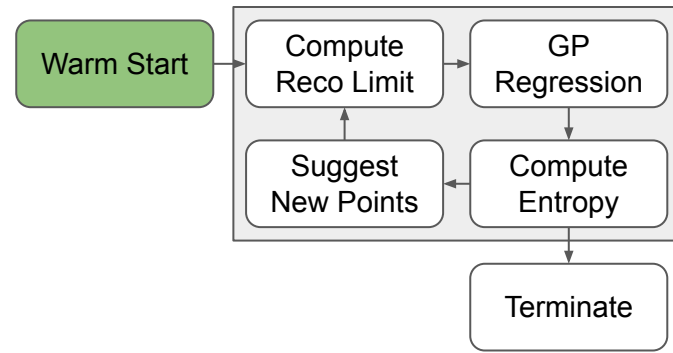 Warm Start
Compute
Reco Limit
GP
Regression
Suggest
New Points
Compute
Entropy
Terminate